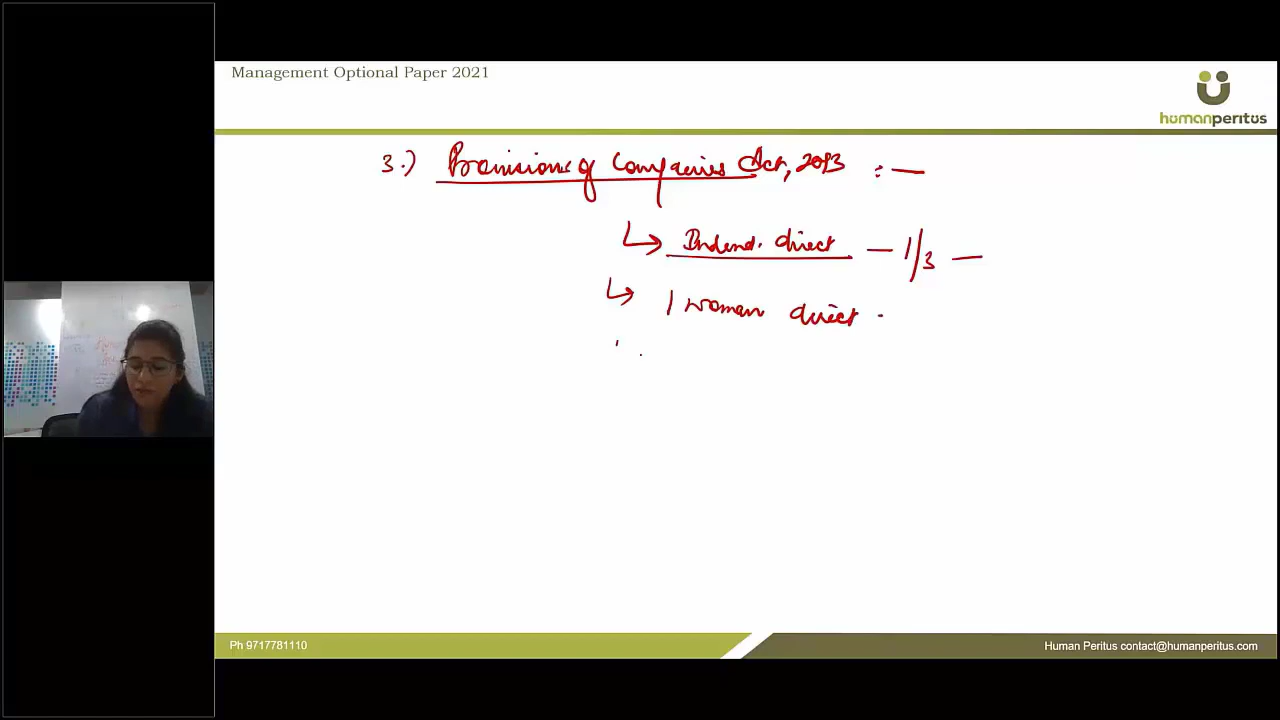 Management Optional Paper 2021
humanperitus
3.) Provisions of Companies Act, 2013 : —
↳ Indend. direct — 1/3 —
↳ 1 woman direct .
Ph 9717781110
Human Peritus contact@humanperitus.com